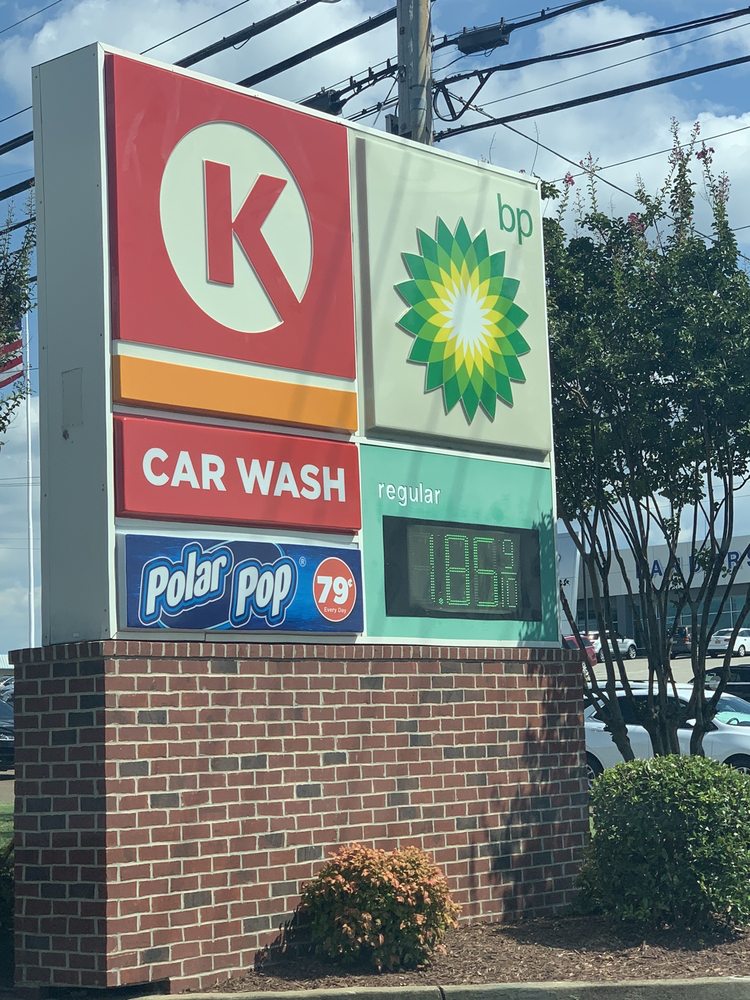 K
bp
CAR WASH
regular
1.85 9/10
Polar Pop®
79¢
Every Day